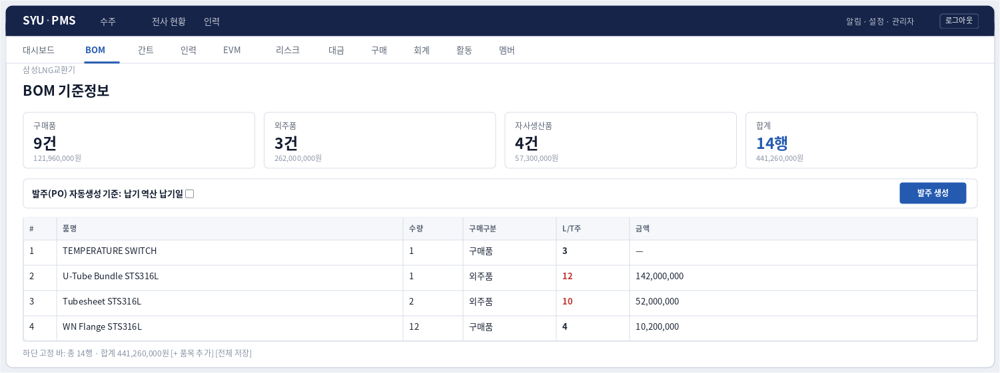 SYU·PMS 수주 전사 현황 인력 알림 · 설정 · 관리자 로그아웃
대시보드 BOM 간트 인력 EVM 리스크 대금 구매 회계 활동 멤버
삼성LNG교환기
BOM 기준정보
구매품 외주품 자사생산품 합계
9건 3건 4건 14행
121,960,000원 262,000,000원 57,300,000원 441,260,000원
발주(PO) 자동생성 기준: 납기 역산 납기일 발주 생성
# 품명 수량 구매구분 L/T주 금액
1 TEMPERATURE SWITCH 1 구매품 3 —
2 U-Tube Bundle STS316L 1 외주품 12 142,000,000
3 Tubesheet STS316L 2 외주품 10 52,000,000
4 WN Flange STS316L 12 구매품 4 10,200,000
하단 고정 바: 총 14행 · 합계 441,260,000원 [+ 품목 추가] [전체 저장]